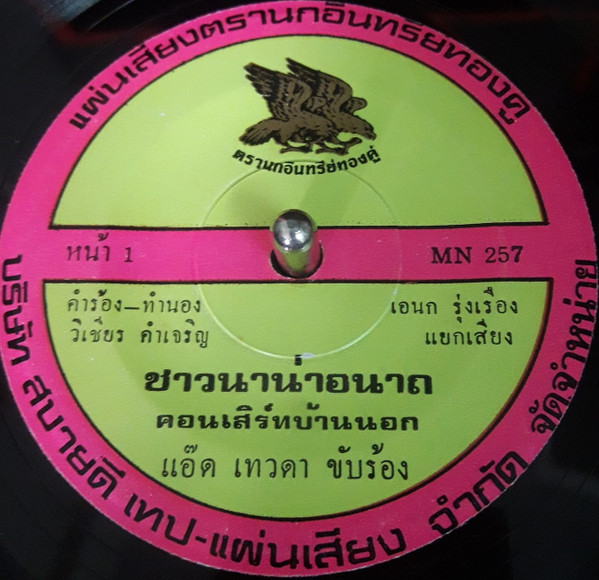 แผ่นเสียงตรานกอินทรีย์ทองคู่
ตรานกอินทรีย์ทองคู่
หน้า 1
MN 257
คำร้อง-ทำนอง
วิเชียร คำเจริญ
เอนก รุ่งเรือง
แยกเสียง
ชาวนาน่าอนาถ
คอนเสิร์ทบ้านนอก
แอ๊ด เทวดา ขับร้อง
บริษัท สบายดี เทป-แผ่นเสียง จำกัด จัดจำหน่าย